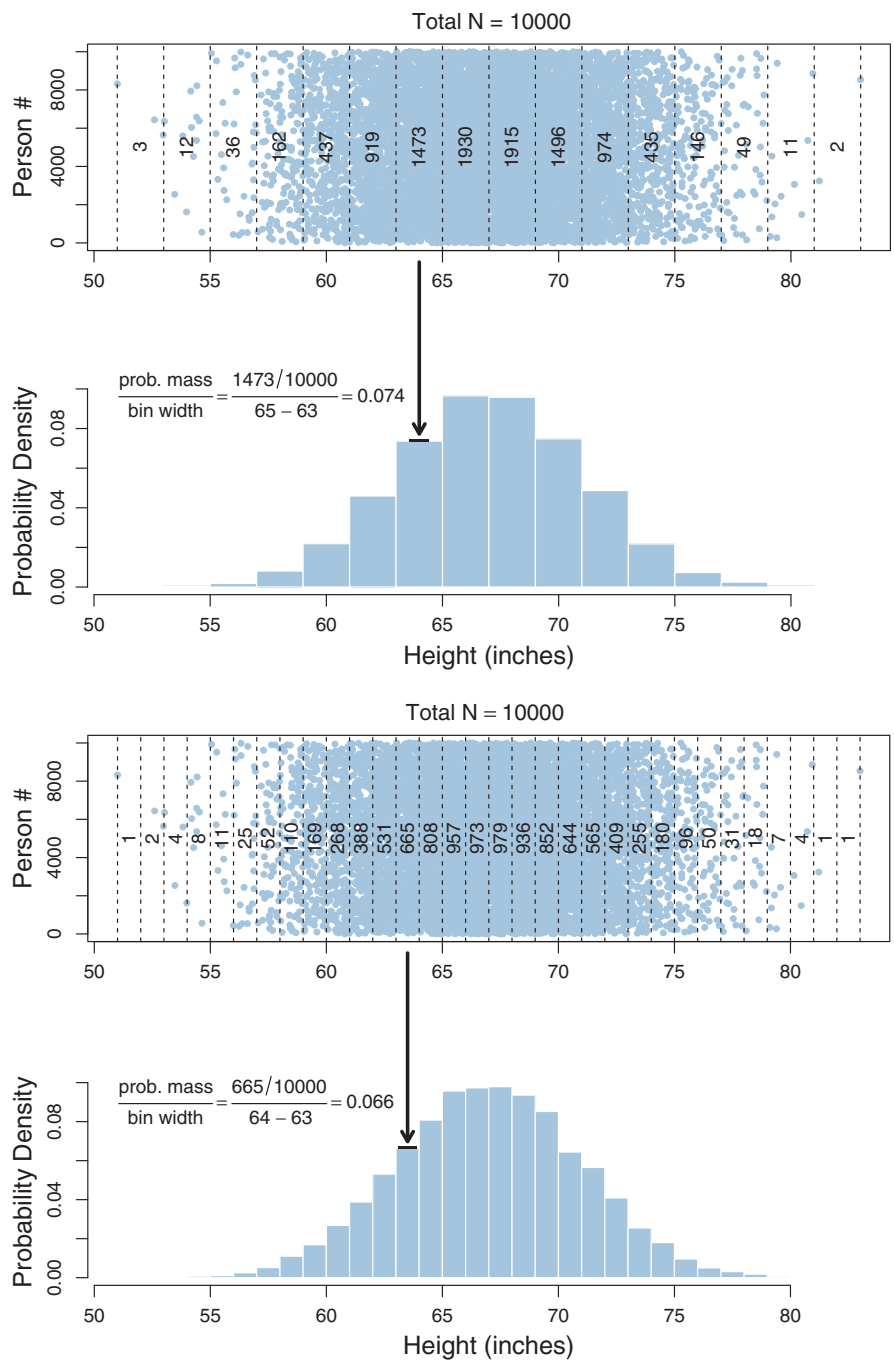 Total N = 10000
Person #
8000
4000
0
3 12 36 162 437 919 1473 1930 1915 1496 974 435 146 49 11 2
50 55 60 65 70 75 80
prob. mass / bin width = 1473/10000 / 65 − 63 = 0.074
Probability Density
0.08
0.04
0.00
50 55 60 65 70 75 80
Height (inches)
Total N = 10000
Person #
8000
4000
0
1 2 4 8 11 25 52 110 169 268 388 531 665 808 957 973 979 936 852 644 565 409 255 180 96 50 31 18 7 4 1 1
50 55 60 65 70 75 80
prob. mass / bin width = 665/10000 / 64 − 63 = 0.066
Probability Density
0.08
0.04
0.00
50 55 60 65 70 75 80
Height (inches)